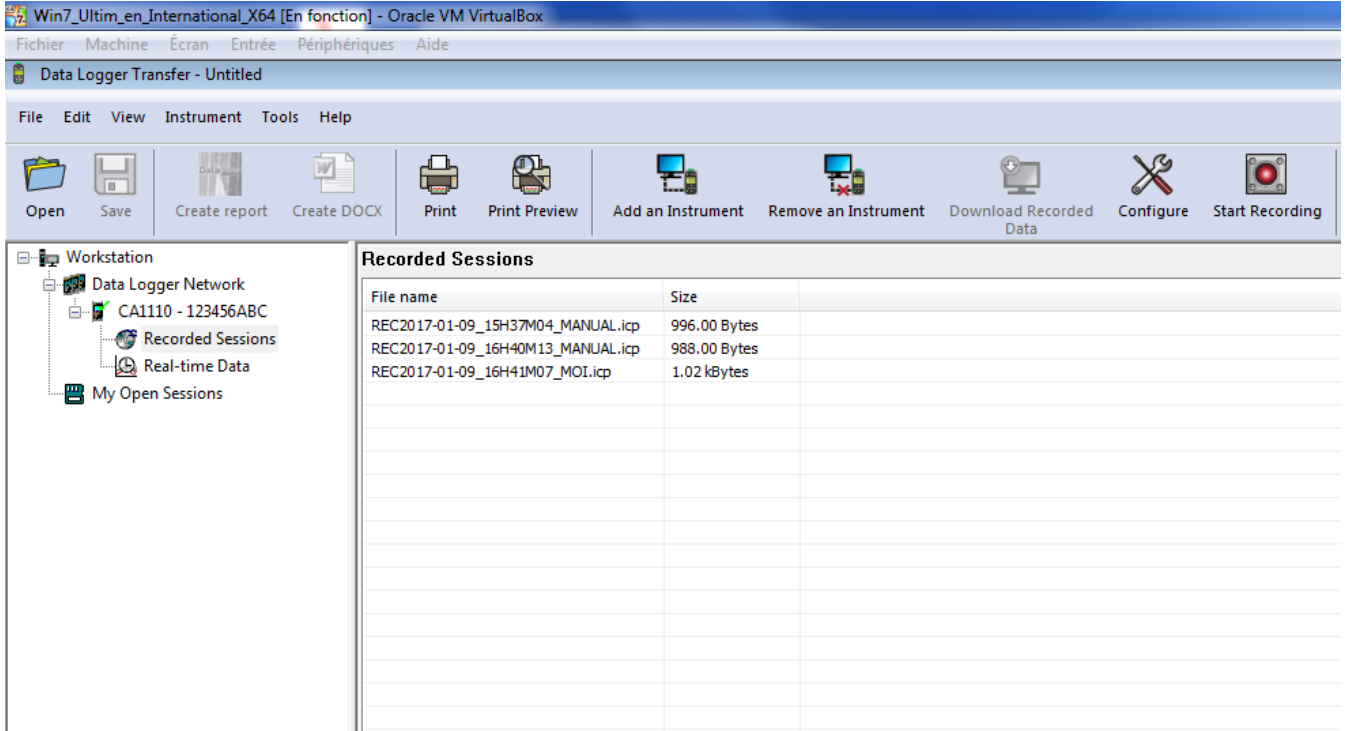 Win7_Ultim_en_International_X64 [En fonction] - Oracle VM VirtualBox
Fichier Machine Écran Entrée Périphériques Aide
Data Logger Transfer - Untitled
File Edit View Instrument Tools Help
Open Save Create report Create DOCX Print Print Preview Add an Instrument Remove an Instrument Download Recorded Data Configure Start Recording
Workstation
Data Logger Network
CA1110 - 123456ABC
Recorded Sessions
Real-time Data
My Open Sessions
Recorded Sessions
File name Size
REC2017-01-09_15H37M04_MANUAL.icp 996.00 Bytes
REC2017-01-09_16H40M13_MANUAL.icp 988.00 Bytes
REC2017-01-09_16H41M07_MOI.icp 1.02 kBytes